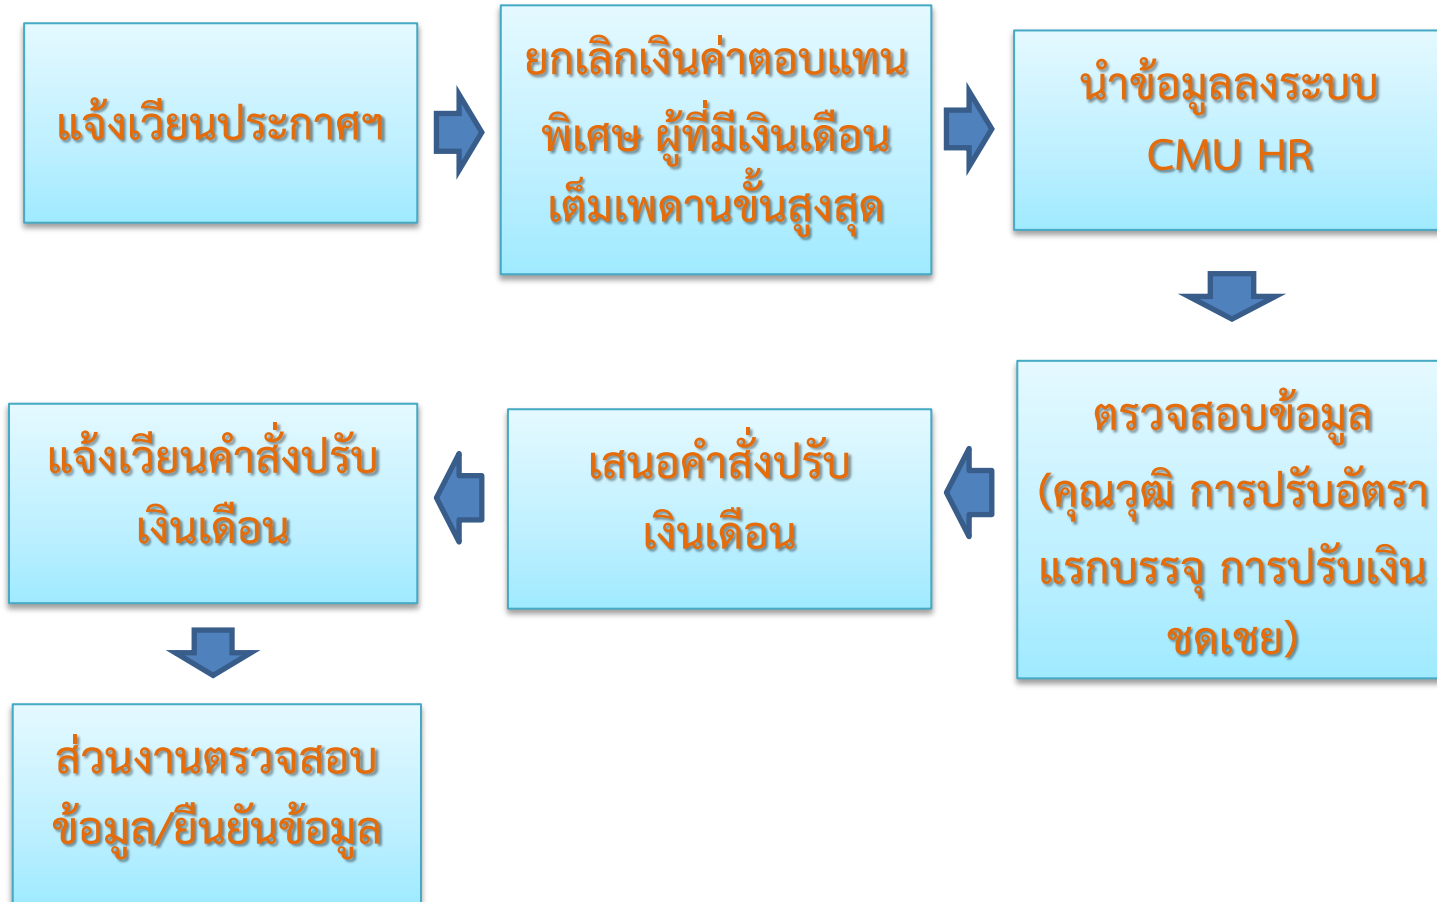 แจ้งเวียนประกาศฯ
ยกเลิกเงินค่าตอบแทน
พิเศษ ผู้ที่มีเงินเดือน
เต็มเพดานขั้นสูงสุด
นำข้อมูลลงระบบ
CMU HR
ตรวจสอบข้อมูล
(คุณวุฒิ การปรับอัตรา
แรกบรรจุ การปรับเงิน
ชดเชย)
เสนอคำสั่งปรับ
เงินเดือน
แจ้งเวียนคำสั่งปรับ
เงินเดือน
ส่วนงานตรวจสอบ
ข้อมูล/ยืนยันข้อมูล